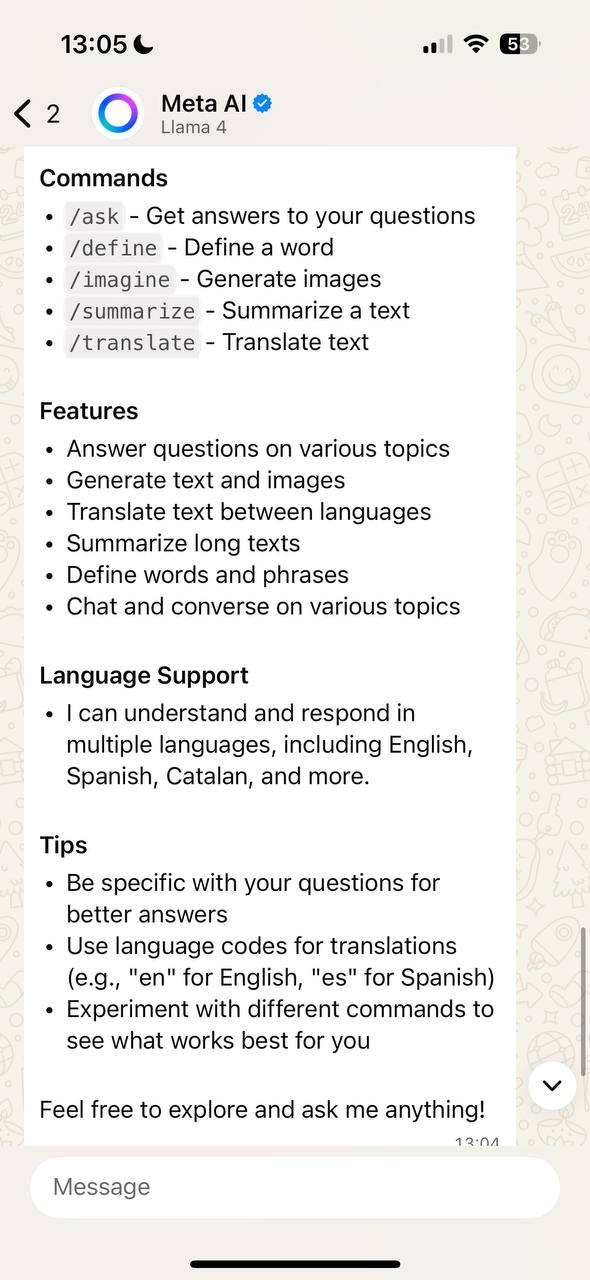 13:05
53
2
Meta AI
Llama 4
Commands
• /ask - Get answers to your questions
• /define - Define a word
• /imagine - Generate images
• /summarize - Summarize a text
• /translate - Translate text
Features
• Answer questions on various topics
• Generate text and images
• Translate text between languages
• Summarize long texts
• Define words and phrases
• Chat and converse on various topics
Language Support
• I can understand and respond in
multiple languages, including English,
Spanish, Catalan, and more.
Tips
• Be specific with your questions for
better answers
• Use language codes for translations
(e.g., "en" for English, "es" for Spanish)
• Experiment with different commands to
see what works best for you
Feel free to explore and ask me anything!
13:04
Message